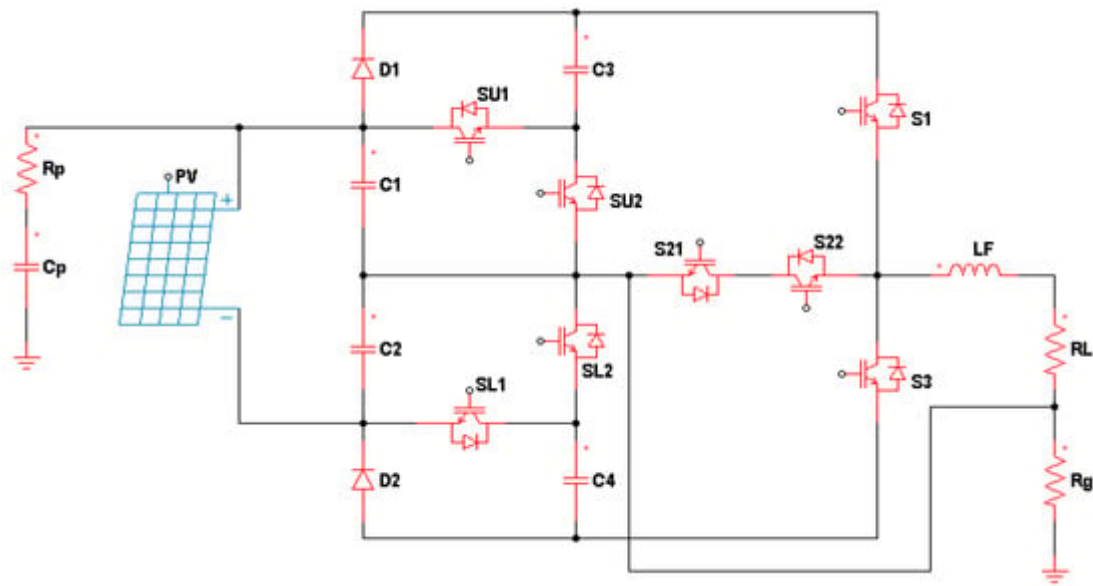 D1
C3
SU1
S1
Rp
PV
+
C1
SU2
S21
S22
LF
Cp
−
C2
SL2
RL
SL1
S3
D2
C4
Rg